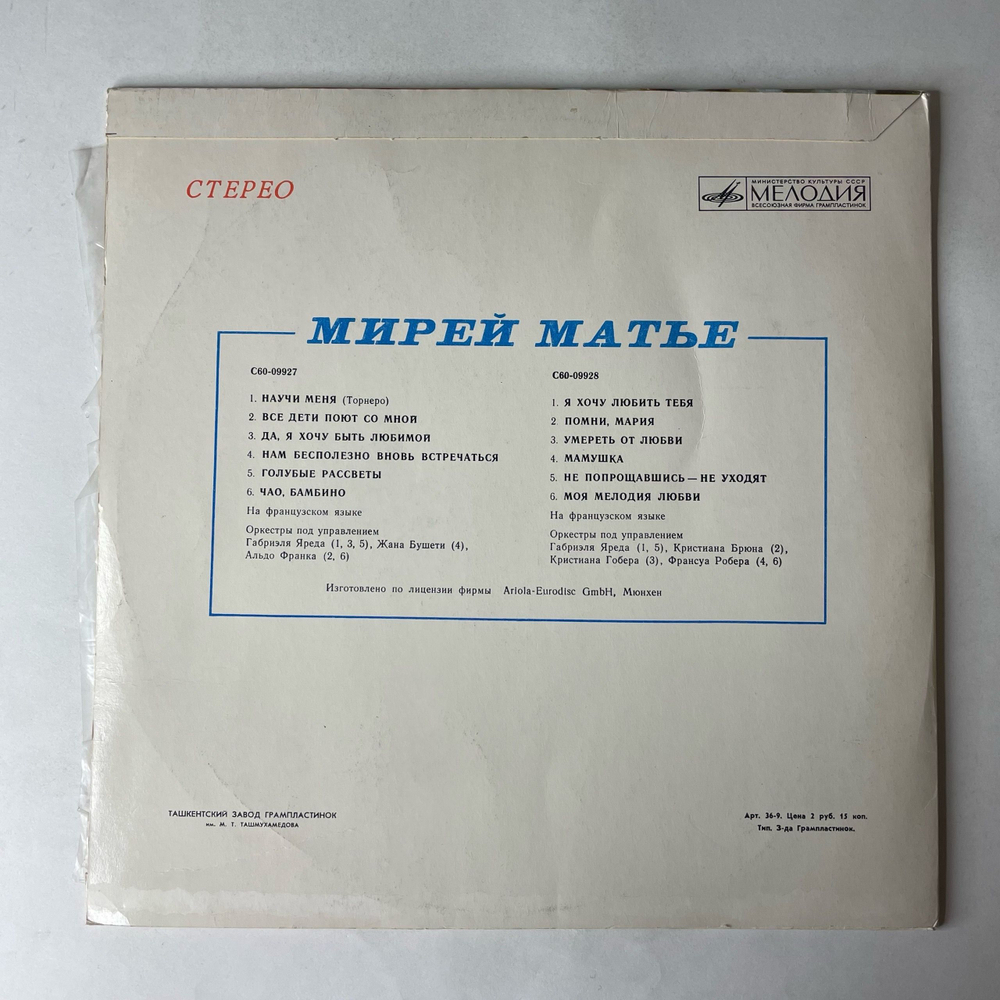 СТЕРЕО
МИНИСТЕРСТВО КУЛЬТУРЫ СССР
МЕЛОДИЯ
ВСЕСОЮЗНАЯ ФИРМА ГРАМПЛАСТИНОК
МИРЕЙ МАТЬЕ
С60-09927
1. НАУЧИ МЕНЯ (Торнеро)
2. ВСЕ ДЕТИ ПОЮТ СО МНОЙ
3. ДА, Я ХОЧУ БЫТЬ ЛЮБИМОЙ
4. НАМ БЕСПОЛЕЗНО ВНОВЬ ВСТРЕЧАТЬСЯ
5. ГОЛУБЫЕ РАССВЕТЫ
6. ЧАО, БАМБИНО
На французском языке
Оркестры под управлением
Габриэля Яреда (1, 3, 5), Жана Бушети (4),
Альдо Франка (2, 6)
С60-09928
1. Я ХОЧУ ЛЮБИТЬ ТЕБЯ
2. ПОМНИ, МАРИЯ
3. УМЕРЕТЬ ОТ ЛЮБВИ
4. МАМУШКА
5. НЕ ПОПРОЩАВШИСЬ — НЕ УХОДЯТ
6. МОЯ МЕЛОДИЯ ЛЮБВИ
На французском языке
Оркестры под управлением
Габриэля Яреда (1, 5), Кристиана Брюна (2),
Кристиана Гобера (3), Франсуа Робера (4, 6)
Изготовлено по лицензии фирмы Ariola-Eurodisc GmbH, Мюнхен
ТАШКЕНТСКИЙ ЗАВОД ГРАМПЛАСТИНОК
им. М. Т. ТАШМУХАМЕДОВА
Арт. 36-9. Цена 2 руб. 15 коп.
Тип. З-да Грампластинок.